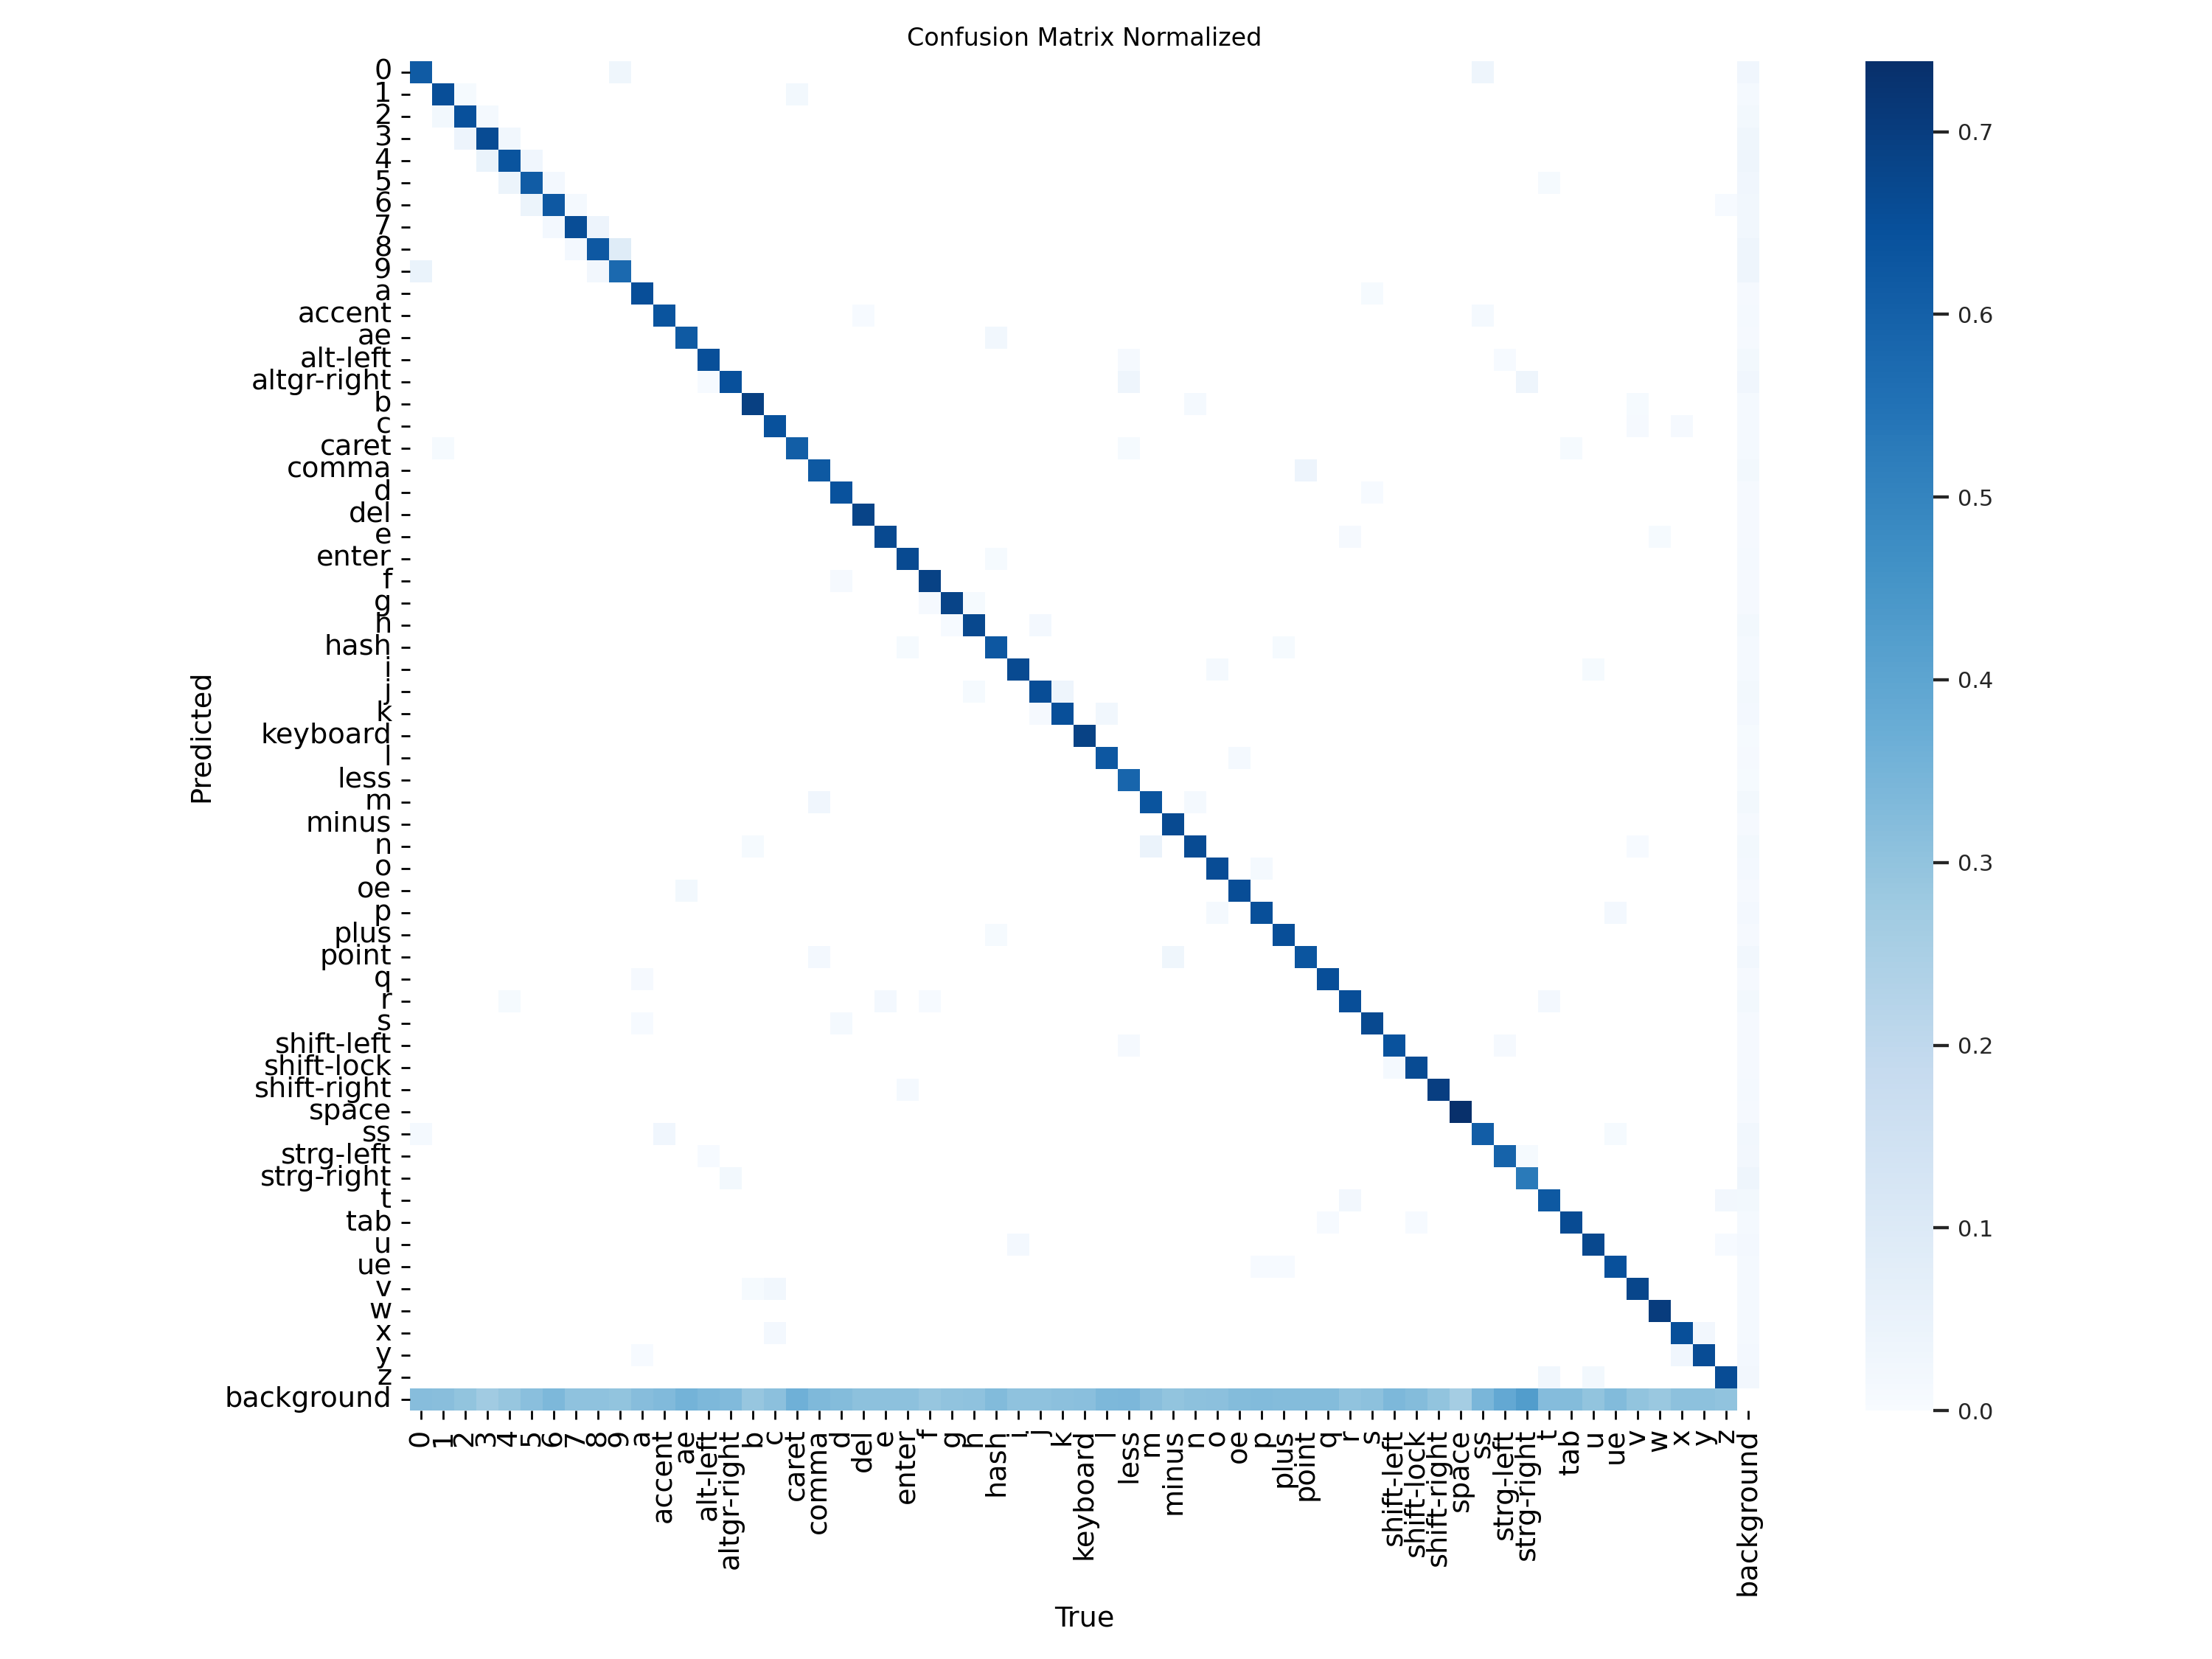 Confusion Matrix Normalized
Predicted
0
1
2
3
4
5
6
7
8
9
a
accent
ae
alt-left
altgr-right
b
c
caret
comma
d
del
e
enter
f
g
h
hash
i
j
k
keyboard
l
less
m
minus
n
o
oe
p
plus
point
q
r
s
shift-left
shift-lock
shift-right
space
ss
strg-left
strg-right
t
tab
u
ue
v
w
x
y
z
background
0 1 2 3 4 5 6 7 8 9 a accent ae alt-left altgr-right b c caret comma d del e enter f g h hash i j k keyboard l less m minus n o oe p plus point q r s shift-left shift-lock shift-right space ss strg-left strg-right t tab u ue v w x y z background
True
0.7
0.6
0.5
0.4
0.3
0.2
0.1
0.0